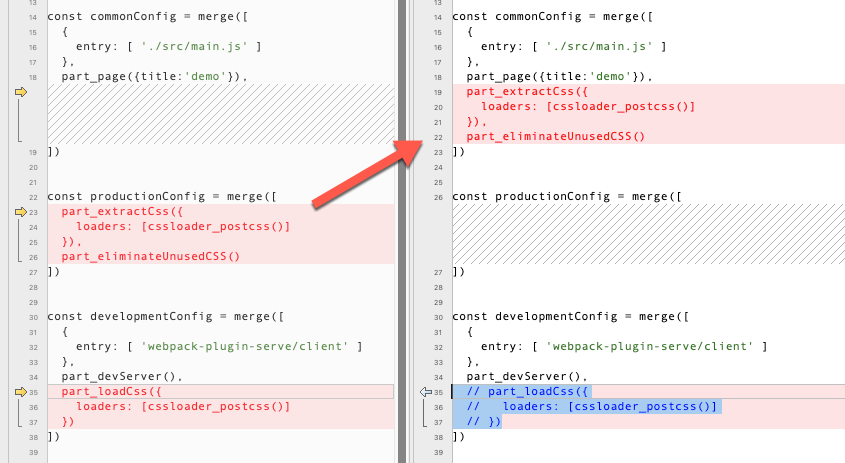 13
14 const commonConfig = merge([
15   {
16     entry: [ './src/main.js' ]
17   },
18   part_page({title:'demo'}),
19 ])
20
21
22 const productionConfig = merge([
23   part_extractCss({
24     loaders: [cssloader_postcss()]
25   }),
26   part_eliminateUnusedCSS()
27 ])
28
29
30 const developmentConfig = merge([
31   {
32     entry: [ 'webpack-plugin-serve/client' ]
33   },
34   part_devServer(),
35   part_loadCss({
36     loaders: [cssloader_postcss()]
37   })
38 ])
39
13
14 const commonConfig = merge([
15   {
16     entry: [ './src/main.js' ]
17   },
18   part_page({title:'demo'}),
19   part_extractCss({
20     loaders: [cssloader_postcss()]
21   }),
22   part_eliminateUnusedCSS()
23 ])
24
25
26 const productionConfig = merge([
27 ])
28
29
30 const developmentConfig = merge([
31   {
32     entry: [ 'webpack-plugin-serve/client' ]
33   },
34   part_devServer(),
35   // part_loadCss({
36   //   loaders: [cssloader_postcss()]
37   // })
38 ])
39